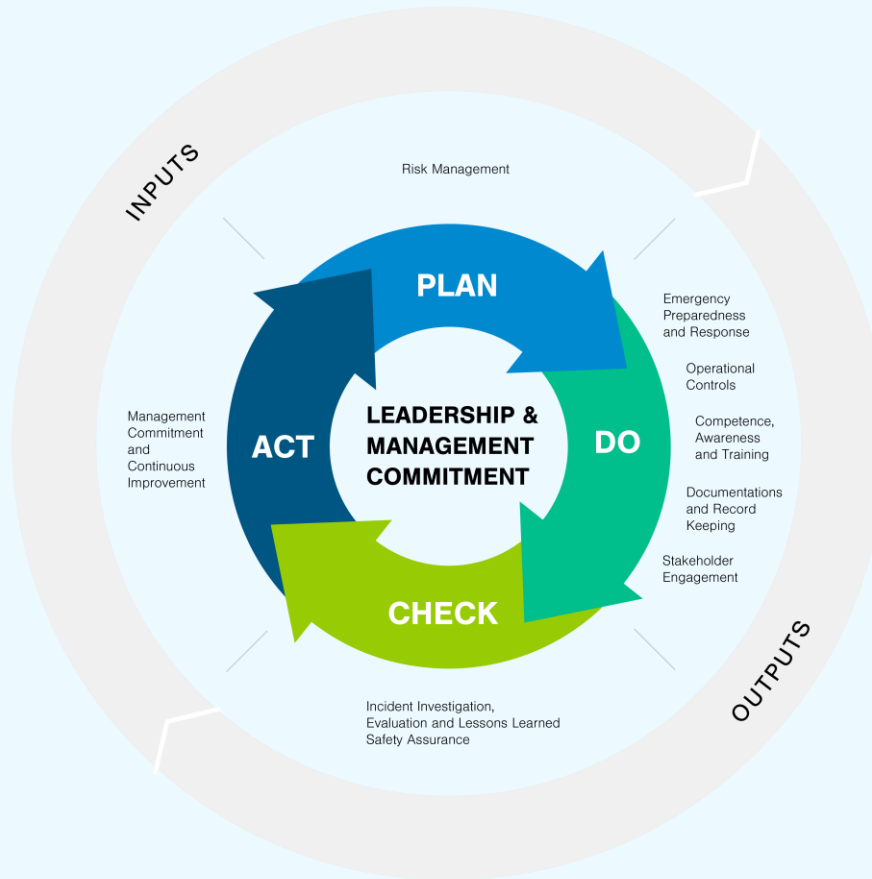 INPUTS
Risk Management
PLAN
Emergency
Preparedness
and Response
Operational
Controls
LEADERSHIP &
MANAGEMENT
COMMITMENT
Management
Commitment
and
Continuous
Improvement
ACT
DO
Competence,
Awareness
and Training
Documentations
and Record
Keeping
Stakeholder
Engagement
CHECK
OUTPUTS
Incident Investigation,
Evaluation and Lessons Learned
Safety Assurance